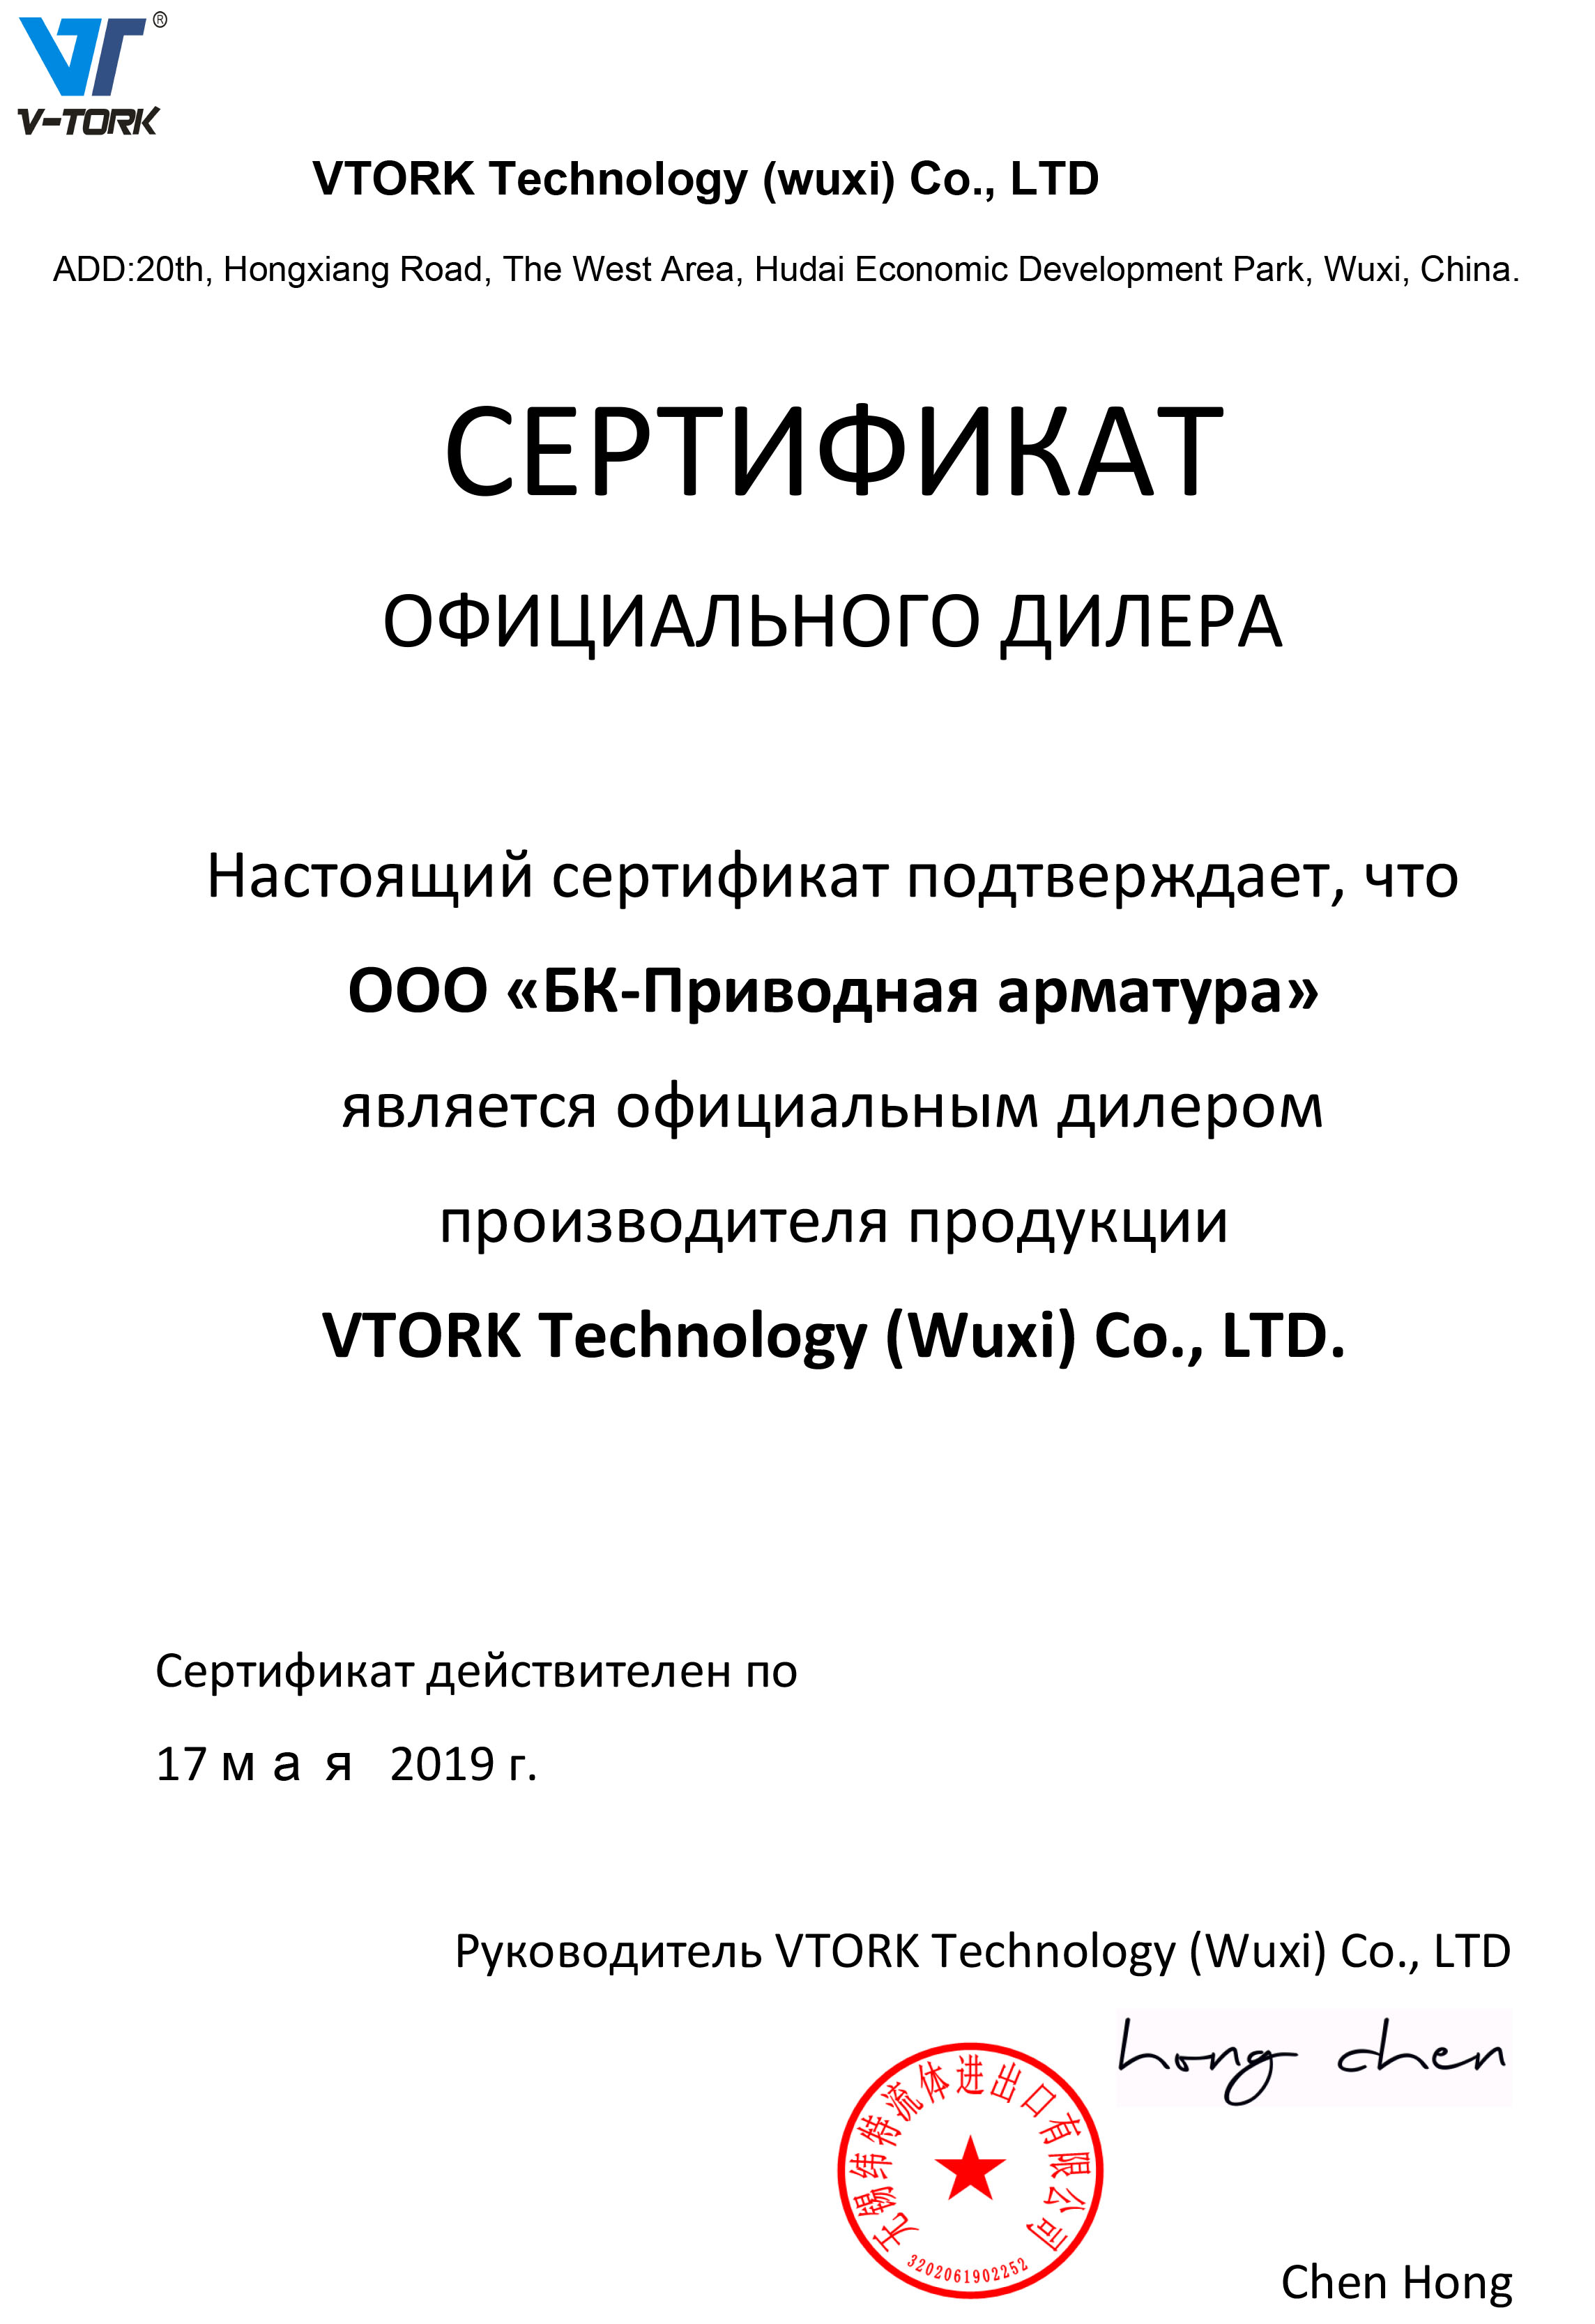 VT®
V-TORK
VTORK Technology (wuxi) Co., LTD
ADD:20th, Hongxiang Road, The West Area, Hudai Economic Development Park, Wuxi, China.
СЕРТИФИКАТ
ОФИЦИАЛЬНОГО ДИЛЕРА
Настоящий сертификат подтверждает, что
ООО «БК-Приводная арматура»
является официальным дилером
производителя продукции
VTORK Technology (Wuxi) Co., LTD.
Сертификат действителен по
17 мая 2019 г.
Руководитель VTORK Technology (Wuxi) Co., LTD
hong chen
无锡纬特流体进出口有限公司
3202061902252
Chen Hong